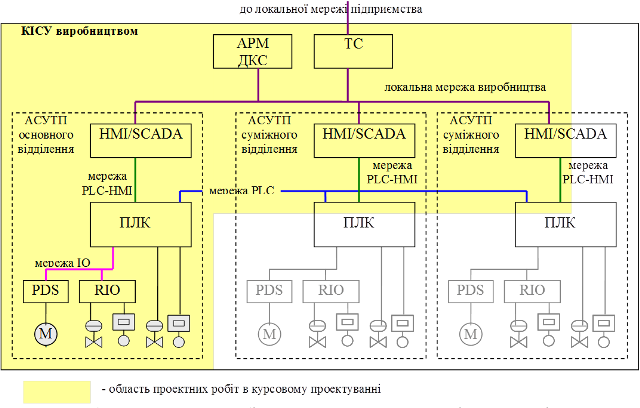 до локальної мережі підприємства
КІСУ виробництвом
АРМ
ДКС
ТС
локальна мережа виробництва
АСУТП
основного
відділення
HMI/SCADA
АСУТП
суміжного
відділення
HMI/SCADA
АСУТП
суміжного
відділення
HMI/SCADA
мережа
PLC-HMI
мережа
PLC-HMI
мережа
PLC-HMI
мережа PLC
ПЛК
ПЛК
ПЛК
мережа IO
PDS
RIO
PDS
RIO
PDS
RIO
M
M
M
- область проектних робіт в курсовому проектуванні